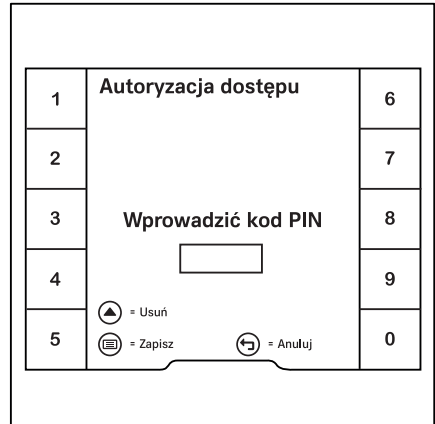 Autoryzacja dostępu
1
6
2
7
3
Wprowadzić kod PIN
8
4
9
= Usuń
5
= Zapisz
= Anuluj
0